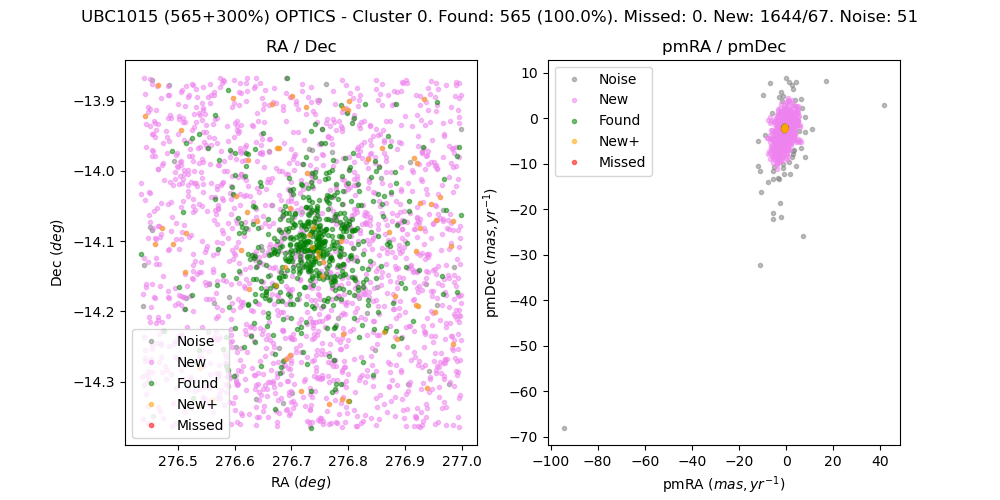 UBC1015 (565+300%) OPTICS - Cluster 0. Found: 565 (100.0%). Missed: 0. New: 1644/67. Noise: 51
RA / Dec
−13.9
−14.0
−14.1
−14.2
−14.3
Dec (deg)
Noise
New
Found
New+
Missed
276.5
276.6
276.7
276.8
276.9
277.0
RA (deg)
pmRA / pmDec
10
0
−10
−20
−30
−40
−50
−60
−70
pmDec (mas, yr⁻¹)
Noise
New
Found
New+
Missed
−100
−80
−60
−40
−20
0
20
40
pmRA (mas, yr⁻¹)